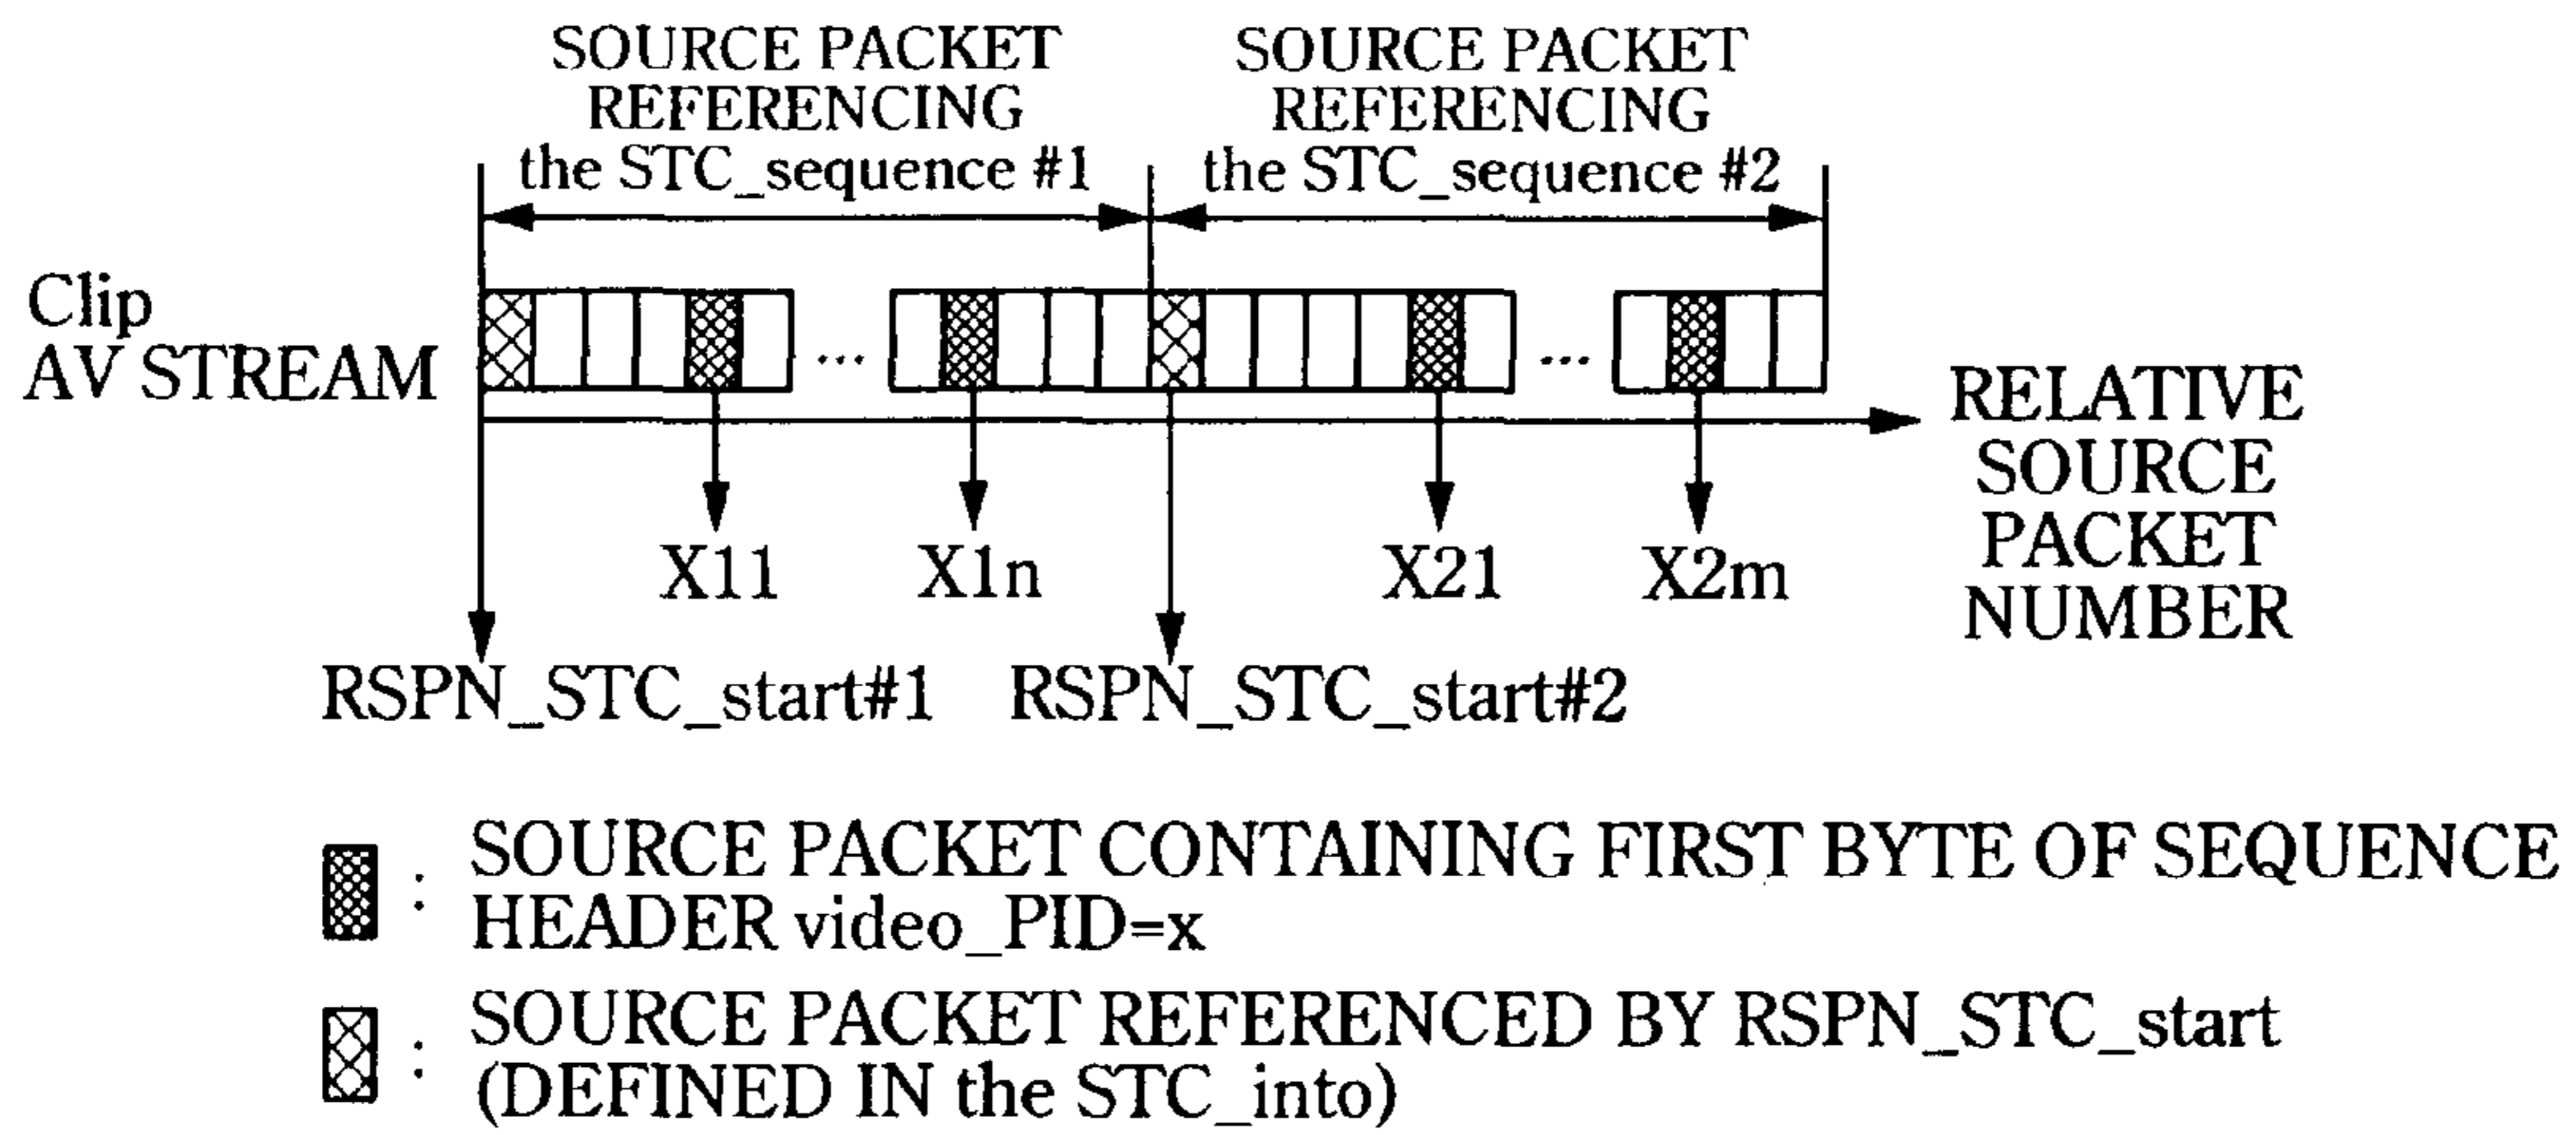 SOURCE PACKET
REFERENCING
the STC_sequence #1
SOURCE PACKET
REFERENCING
the STC_sequence #2
Clip
AV STREAM
...
...
RELATIVE
SOURCE
PACKET
NUMBER
X11
X1n
X21
X2m
RSPN_STC_start#1
RSPN_STC_start#2
: SOURCE PACKET CONTAINING FIRST BYTE OF SEQUENCE
HEADER video_PID=x
: SOURCE PACKET REFERENCED BY RSPN_STC_start
(DEFINED IN the STC_into)